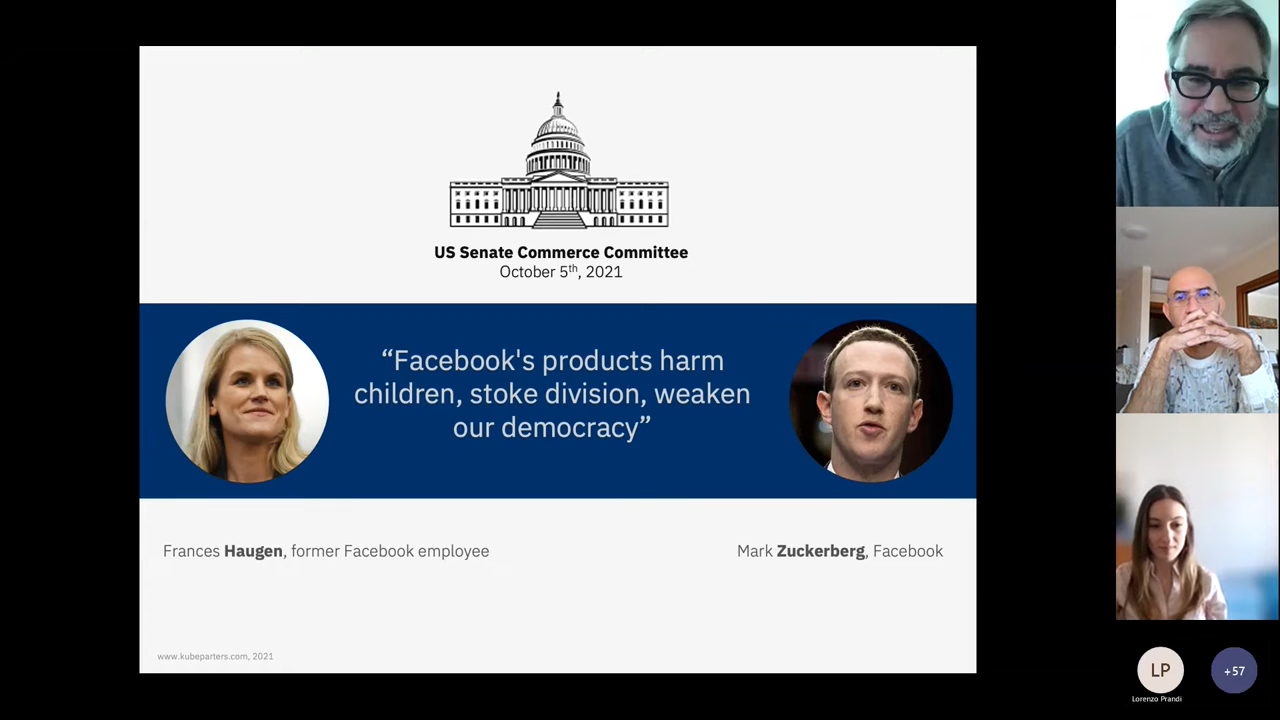 US Senate Commerce Committee
October 5th, 2021
“Facebook's products harm
children, stoke division, weaken
our democracy”
Frances Haugen, former Facebook employee
Mark Zuckerberg, Facebook
www.kubeparters.com, 2021
LP
+57
Lorenzo Prandi